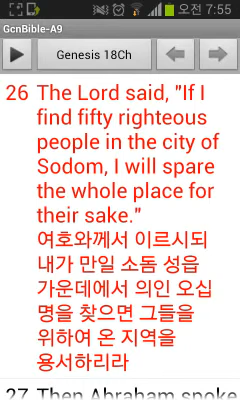 오전 7:55
GcnBible-A9
Genesis 18Ch
26 The Lord said, "If I
find fifty righteous
people in the city of
Sodom, I will spare
the whole place for
their sake."
여호와께서 이르시되
내가 만일 소돔 성읍
가운데에서 의인 오십
명을 찾으면 그들을
위하여 온 지역을
용서하리라
27 Then Abraham spoke